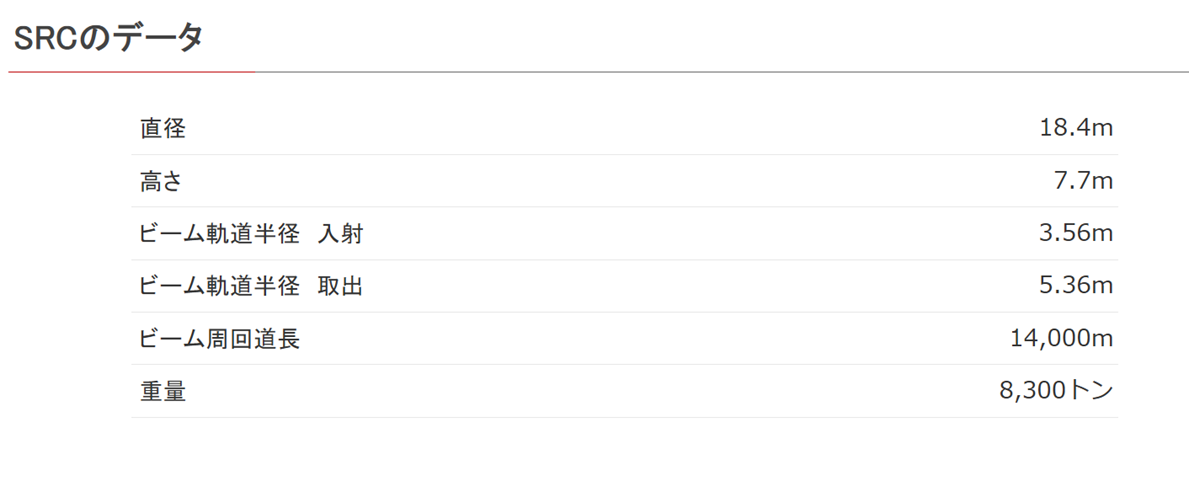 SRCのデータ
直径 18.4m
高さ 7.7m
ビーム軌道半径　入射 3.56m
ビーム軌道半径　取出 5.36m
ビーム周回道長 14,000m
重量 8,300トン